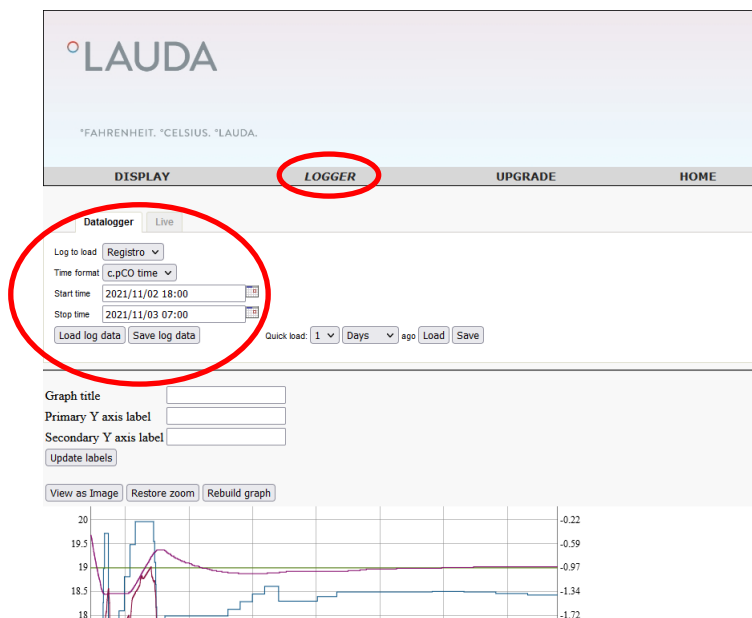 °LAUDA
°FAHRENHEIT. °CELSIUS. °LAUDA.
DISPLAY LOGGER UPGRADE HOME
Datalogger Live
Log to load Registro
Time format c.pCO time
Start time 2021/11/02 18:00
Stop time 2021/11/03 07:00
Load log data Save log data Quick load: 1 Days ago Load Save
Graph title
Primary Y axis label
Secondary Y axis label
Update labels
View as Image Restore zoom Rebuild graph
20 -0.22
19.5 -0.59
19 -0.97
18.5 -1.34
18 -1.72